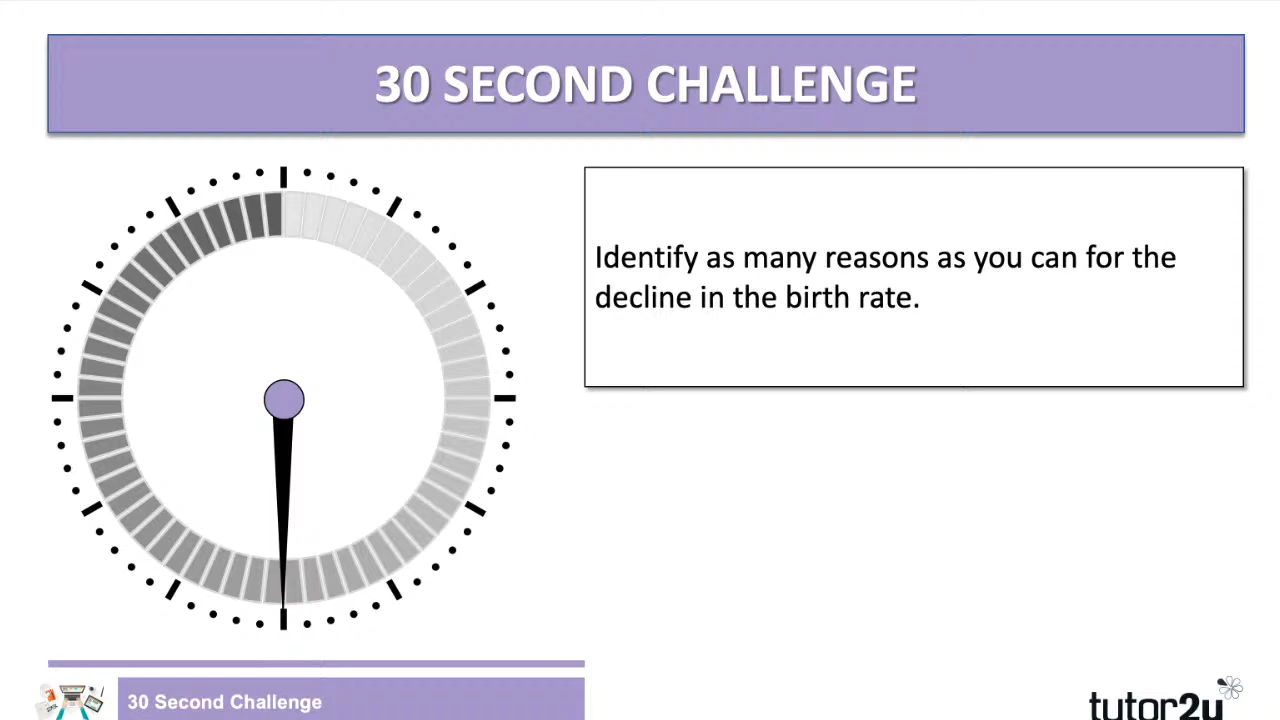 30 SECOND CHALLENGE
Identify as many reasons as you can for the
decline in the birth rate.
30 Second Challenge
tutor2u